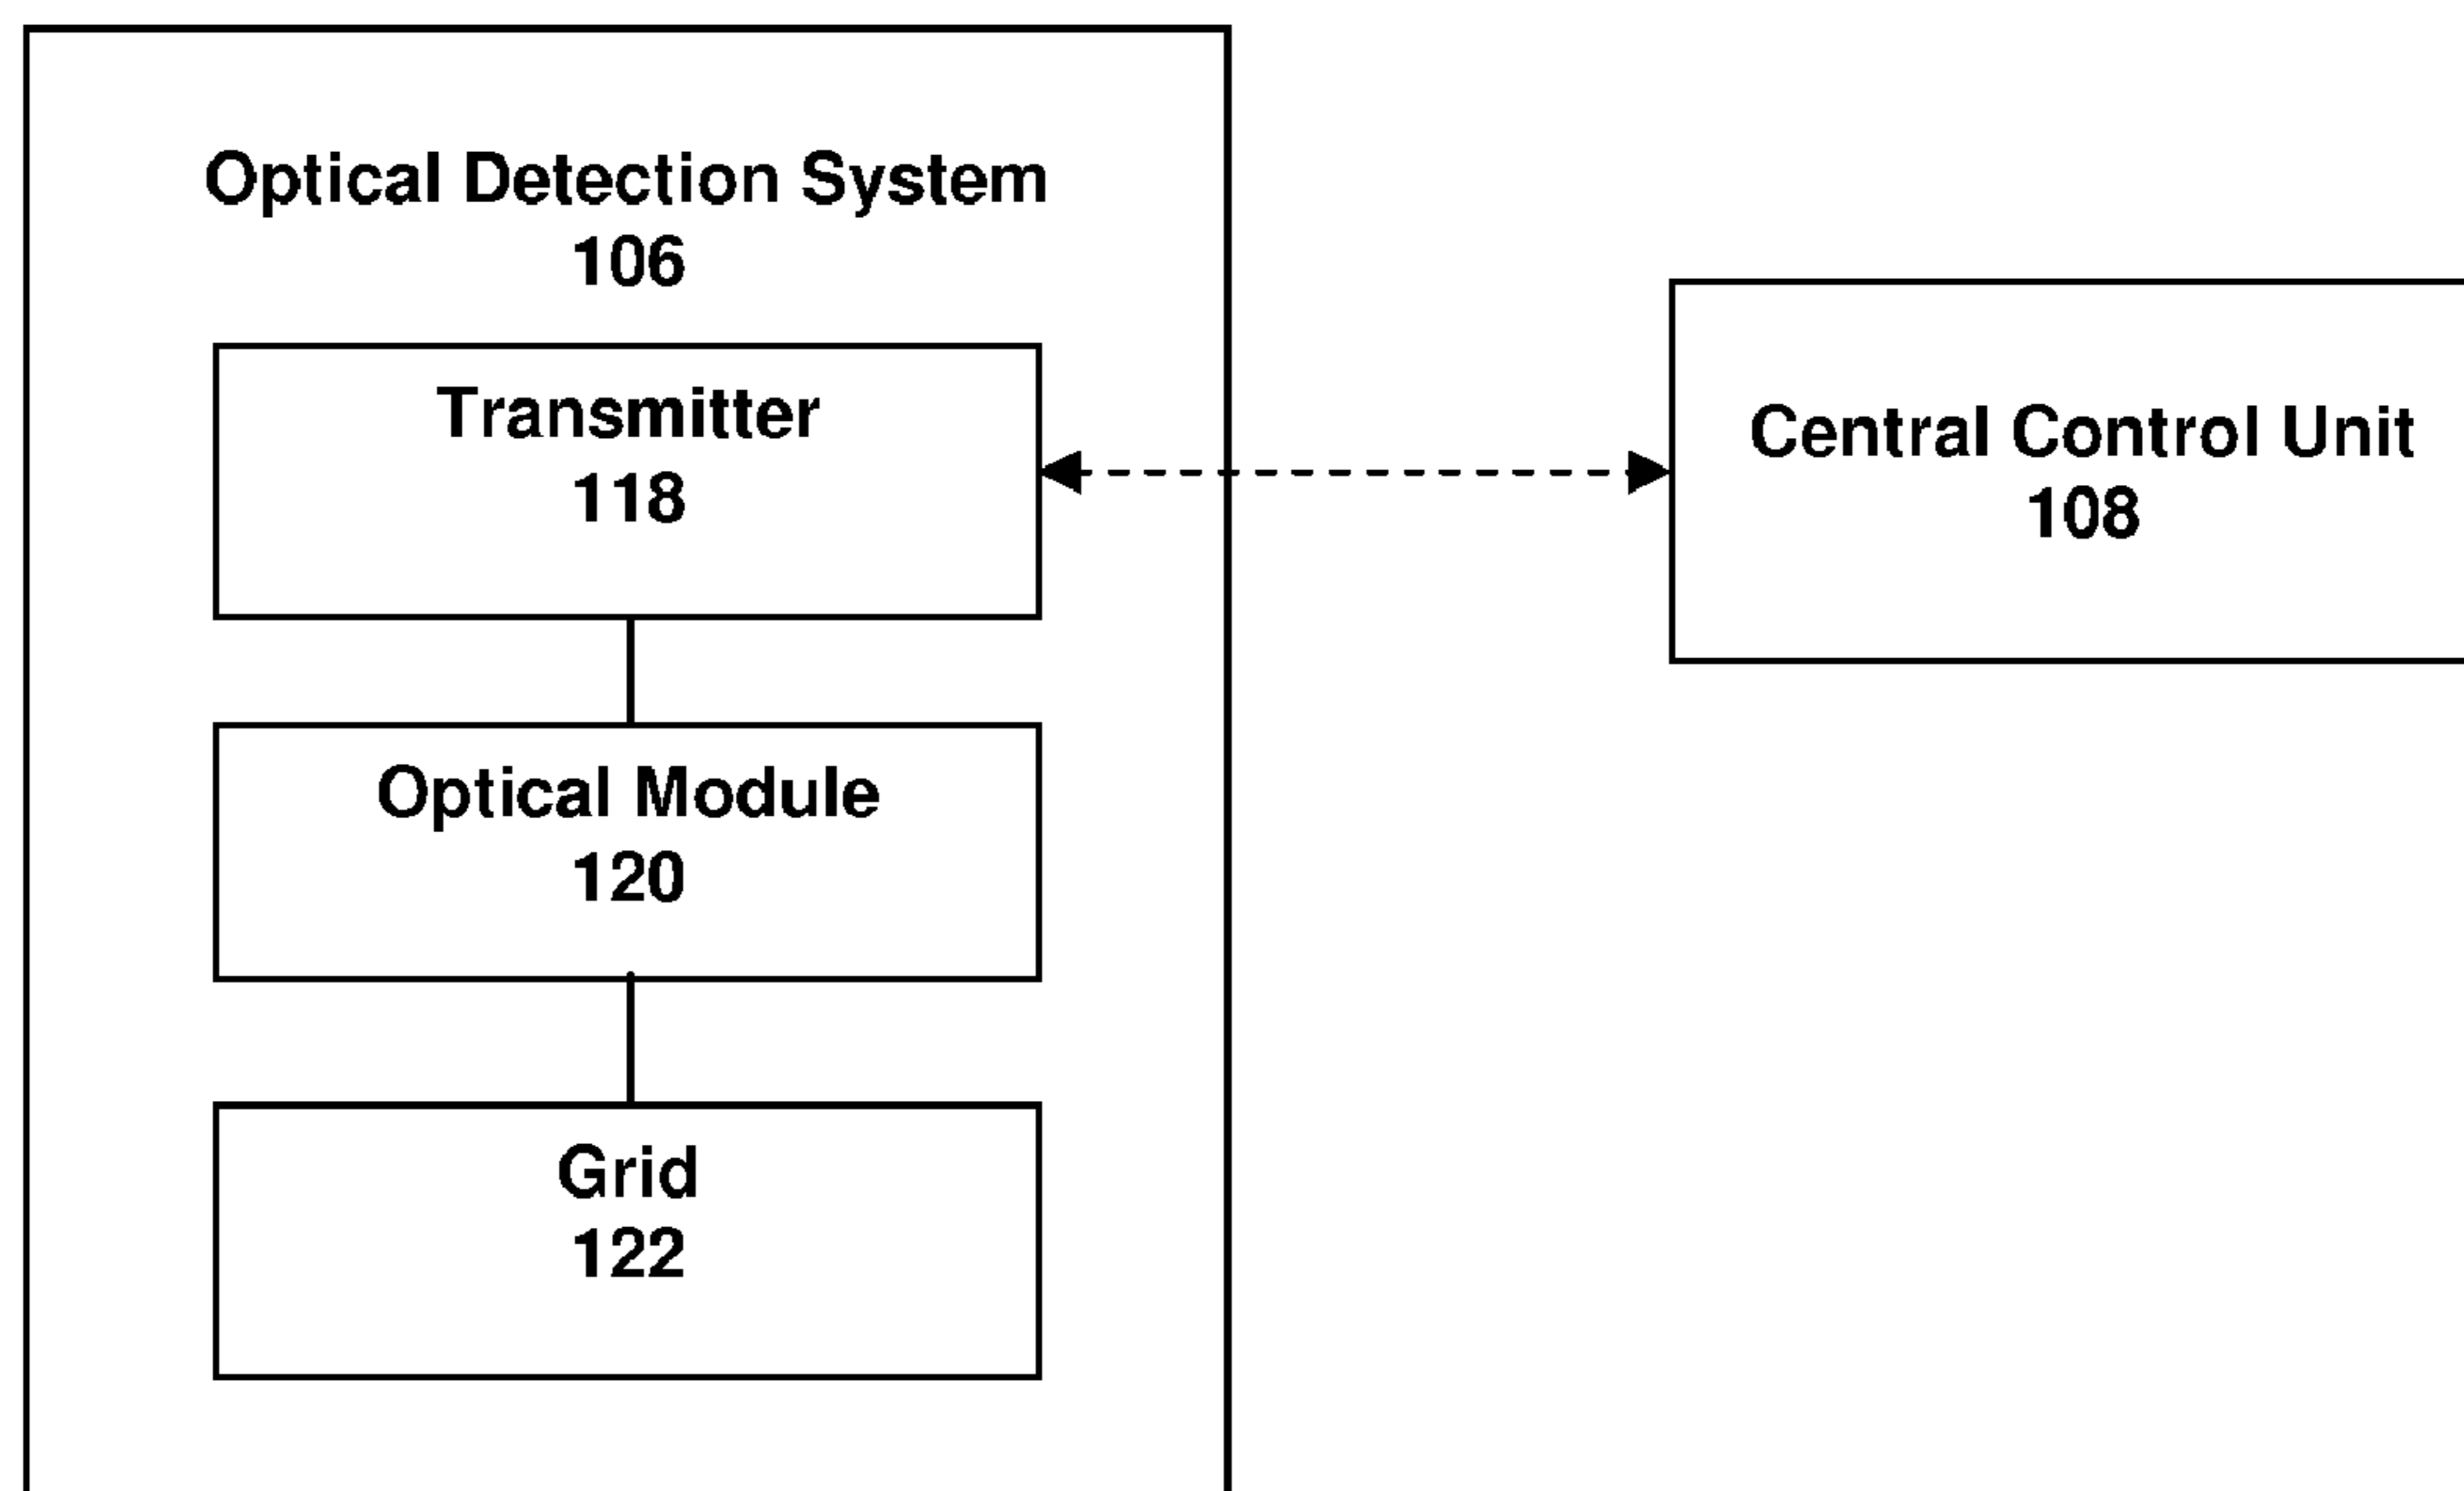 Optical Detection System
106
Transmitter
118
Central Control Unit
108
Optical Module
120
Grid
122